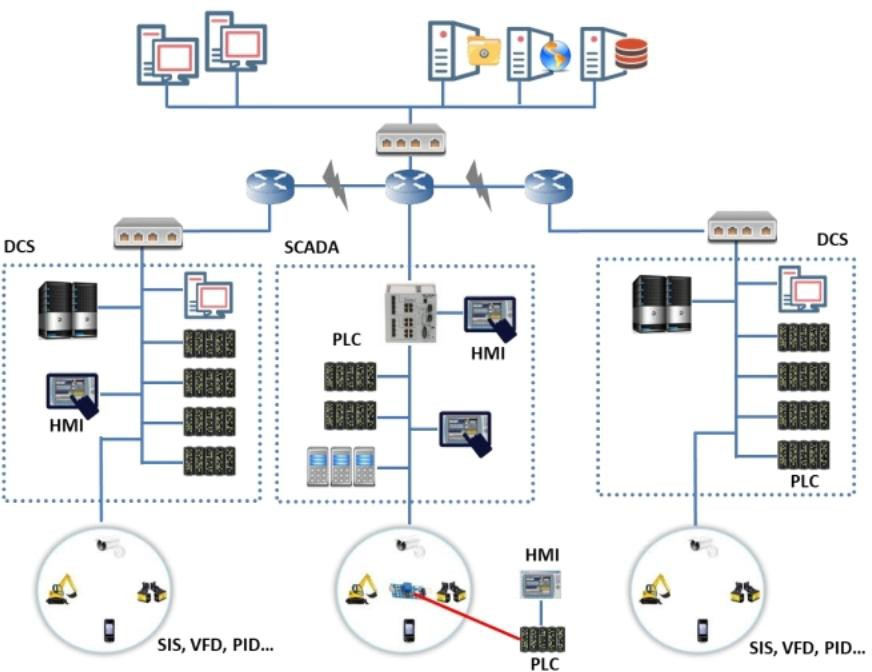 DCS
SCADA
DCS
PLC
HMI
HMI
PLC
HMI
SIS, VFD, PID...
PLC
SIS, VFD, PID...